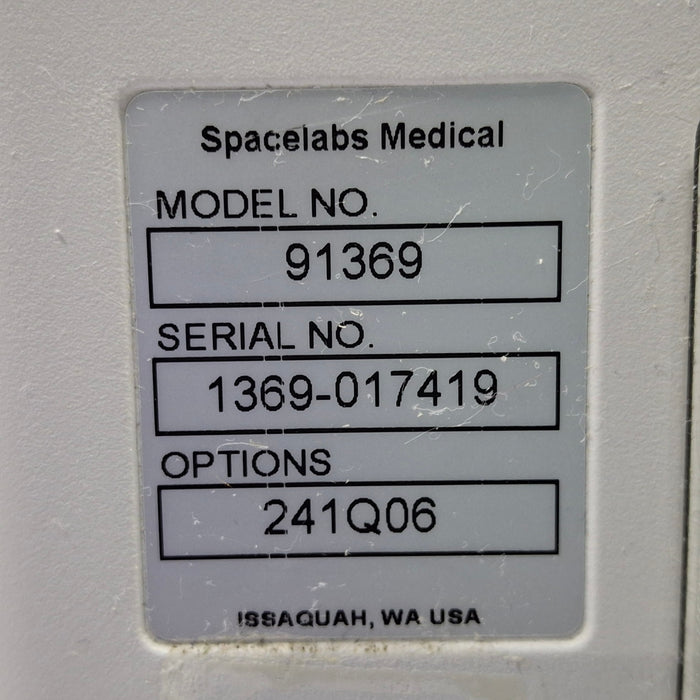 Spacelabs Medical
MODEL NO.
91369
SERIAL NO.
1369-017419
OPTIONS
241Q06
ISSAQUAH, WA USA